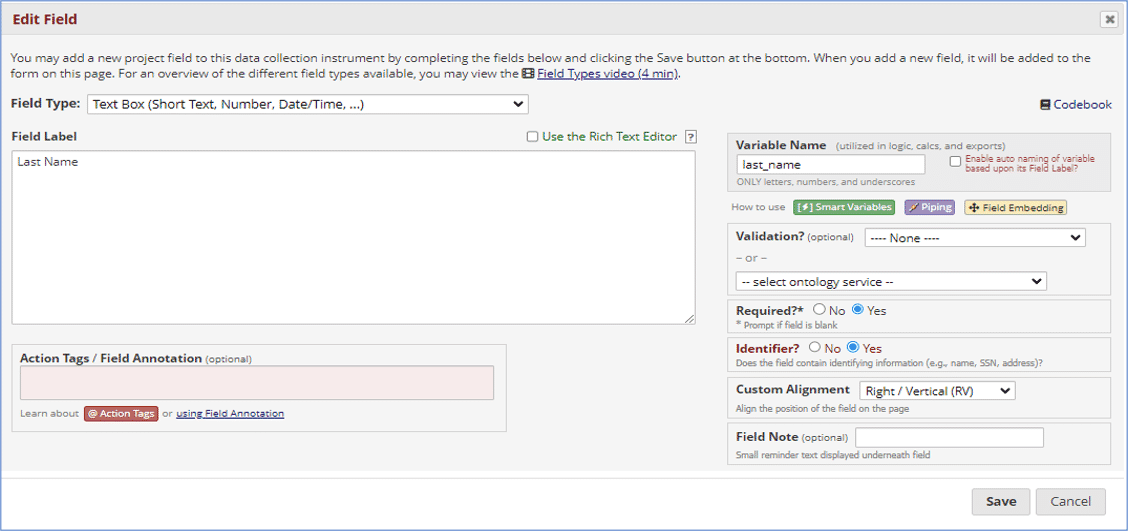 Edit Field
You may add a new project field to this data collection instrument by completing the fields below and clicking the Save button at the bottom. When you add a new field, it will be added to the
form on this page. For an overview of the different field types available, you may view the Field Types video (4 min).
Field Type: Text Box (Short Text, Number, Date/Time, ...)
Codebook
Field Label
Use the Rich Text Editor ?
Last Name
Variable Name (utilized in logic, calcs, and exports)
last_name
Enable auto naming of variable
based upon its Field Label?
ONLY letters, numbers, and underscores
How to use Smart Variables Piping Field Embedding
Validation? (optional) ---- None ----
– or –
-- select ontology service --
Required?* No Yes
* Prompt if field is blank
Identifier? No Yes
Does the field contain identifying information (e.g., name, SSN, address)?
Custom Alignment Right / Vertical (RV)
Align the position of the field on the page
Field Note (optional)
Small reminder text displayed underneath field
Action Tags / Field Annotation (optional)
Learn about @ Action Tags or using Field Annotation
Save Cancel